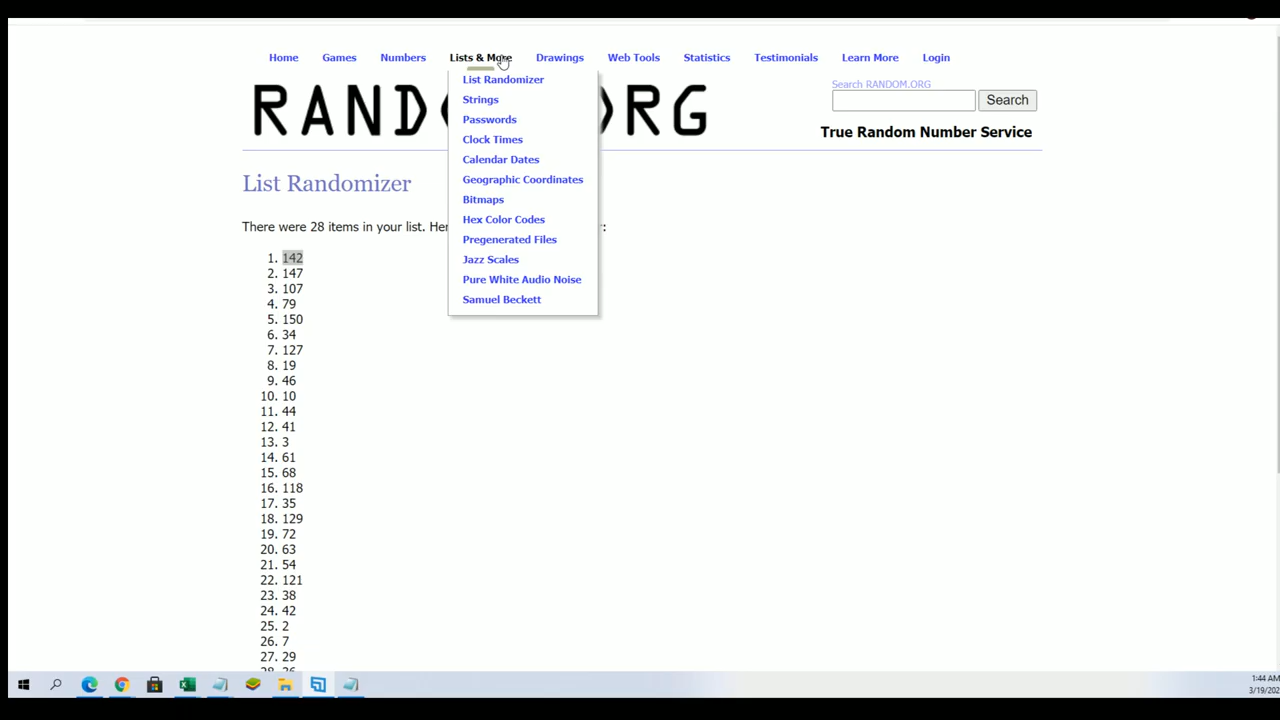 Home Games Numbers Lists & More Drawings Web Tools Statistics Testimonials Learn More Login
List Randomizer
Strings
Passwords
Clock Times
Calendar Dates
Geographic Coordinates
Bitmaps
Hex Color Codes
Pregenerated Files
Jazz Scales
Pure White Audio Noise
Samuel Beckett
RAND RG
Search RANDOM.ORG
Search
True Random Number Service
List Randomizer
There were 28 items in your list. Her :
1. 142
2. 147
3. 107
4. 79
5. 150
6. 34
7. 127
8. 19
9. 46
10. 10
11. 44
12. 41
13. 3
14. 61
15. 68
16. 118
17. 35
18. 129
19. 72
20. 63
21. 54
22. 121
23. 38
24. 42
25. 2
26. 7
27. 29
28. 36
1:44 AM
3/19/202